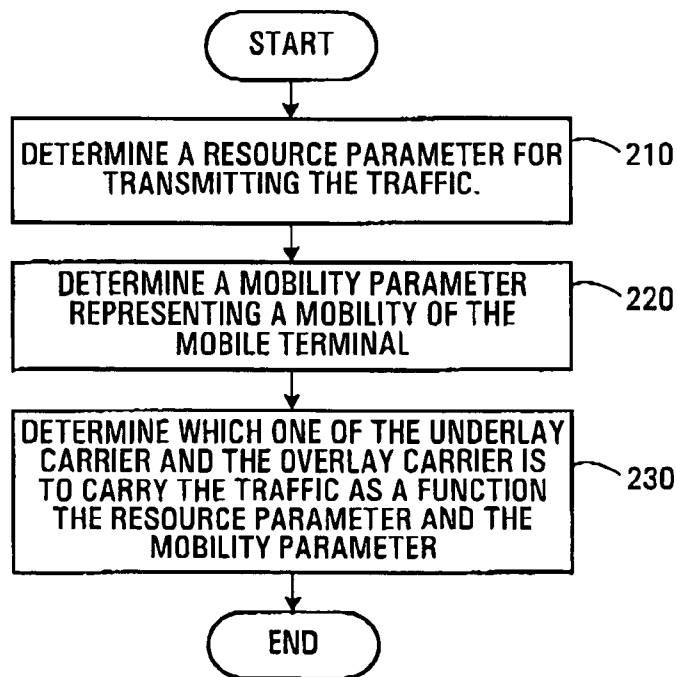 START
DETERMINE A RESOURCE PARAMETER FOR
TRANSMITTING THE TRAFFIC.
210
DETERMINE A MOBILITY PARAMETER
REPRESENTING A MOBILITY OF THE
MOBILE TERMINAL
220
DETERMINE WHICH ONE OF THE UNDERLAY
CARRIER AND THE OVERLAY CARRIER IS
TO CARRY THE TRAFFIC AS A FUNCTION
THE RESOURCE PARAMETER AND THE
MOBILITY PARAMETER
230
END